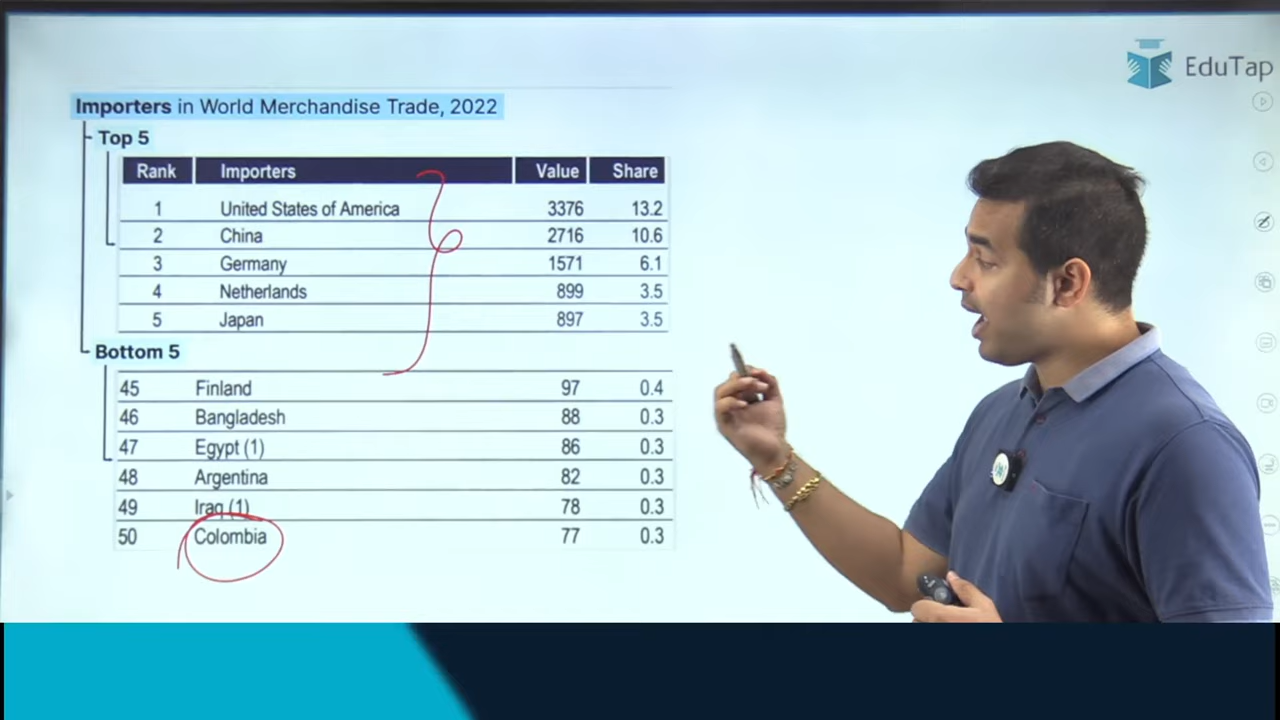 EduTap
Importers in World Merchandise Trade, 2022
Top 5
Rank Importers Value Share
1 United States of America 3376 13.2
2 China 2716 10.6
3 Germany 1571 6.1
4 Netherlands 899 3.5
5 Japan 897 3.5
Bottom 5
45 Finland 97 0.4
46 Bangladesh 88 0.3
47 Egypt (1) 86 0.3
48 Argentina 82 0.3
49 Iraq (1) 78 0.3
50 Colombia 77 0.3